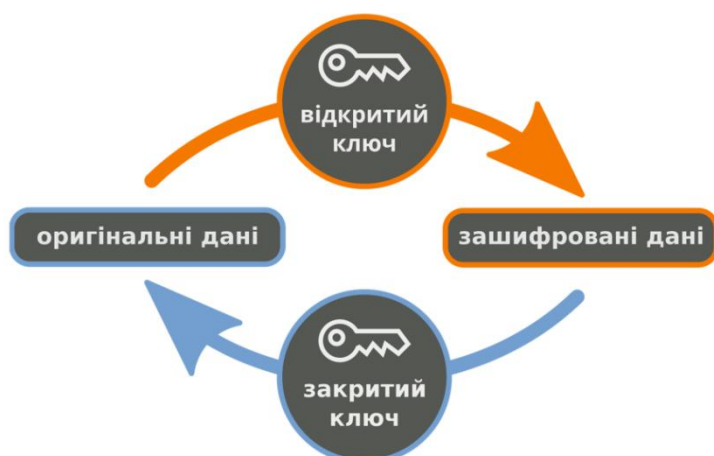 відкритий
ключ
оригінальні дані
зашифровані дані
закритий
ключ